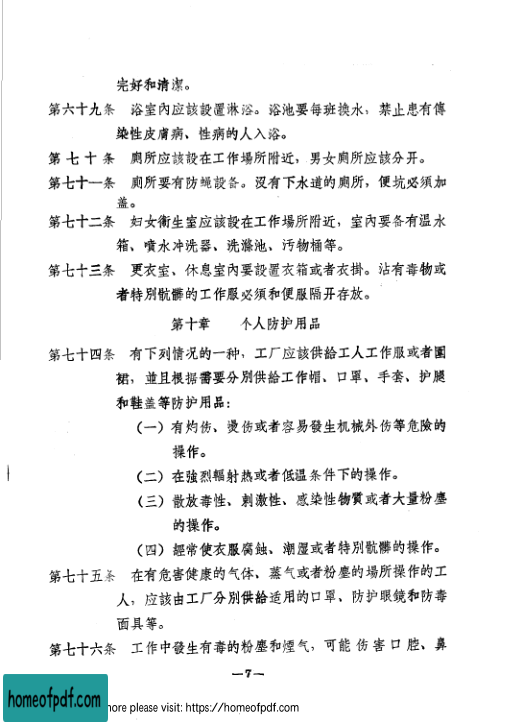 完好和清潔。
第六十九条 浴室內应該設置淋浴。浴池要每班換水，禁止患有傳
染性皮膚病、性病的人入浴。
第七十条 厠所应該設在工作場所附近，男女厠所应該分开。
第七十一条 厠所要有防蝇設备。沒有下水道的厠所，便坑必須加
盖。
第七十二条 妇女衛生室应該設在工作場所附近，室內要备有温水
箱、噴水冲洗器、洗滌池、污物桶等。
第七十三条 更衣室、休息室內要設置衣箱或者衣掛。沾有毒物或
者特別骯髒的工作服必須和便服隔开存放。
第十章 个人防护用品
第七十四条 有下列情况的一种，工厂应該供給工人工作服或者圍
裙，並且根据需要分別供給工作帽、口罩、手套、护腿
和鞋盖等防护用品：
（一）有灼伤、燙伤或者容易發生机械外伤等危險的
操作。
（二）在強烈輻射热或者低温条件下的操作。
（三）散放毒性、刺激性、感染性物質或者大量粉塵
的操作。
（四）經常使衣服腐蝕、潮湿或者特別骯髒的操作。
第七十五条 在有危害健康的气体、蒸气或者粉塵的場所操作的工
人，应該由工厂分別供給适用的口罩、防护眼鏡和防毒
面具等。
第七十六条 工作中發生有毒的粉塵和煙气，可能伤害口腔、鼻
—7—
homeofpdf.com
ore please visit: https://homeofpdf.com